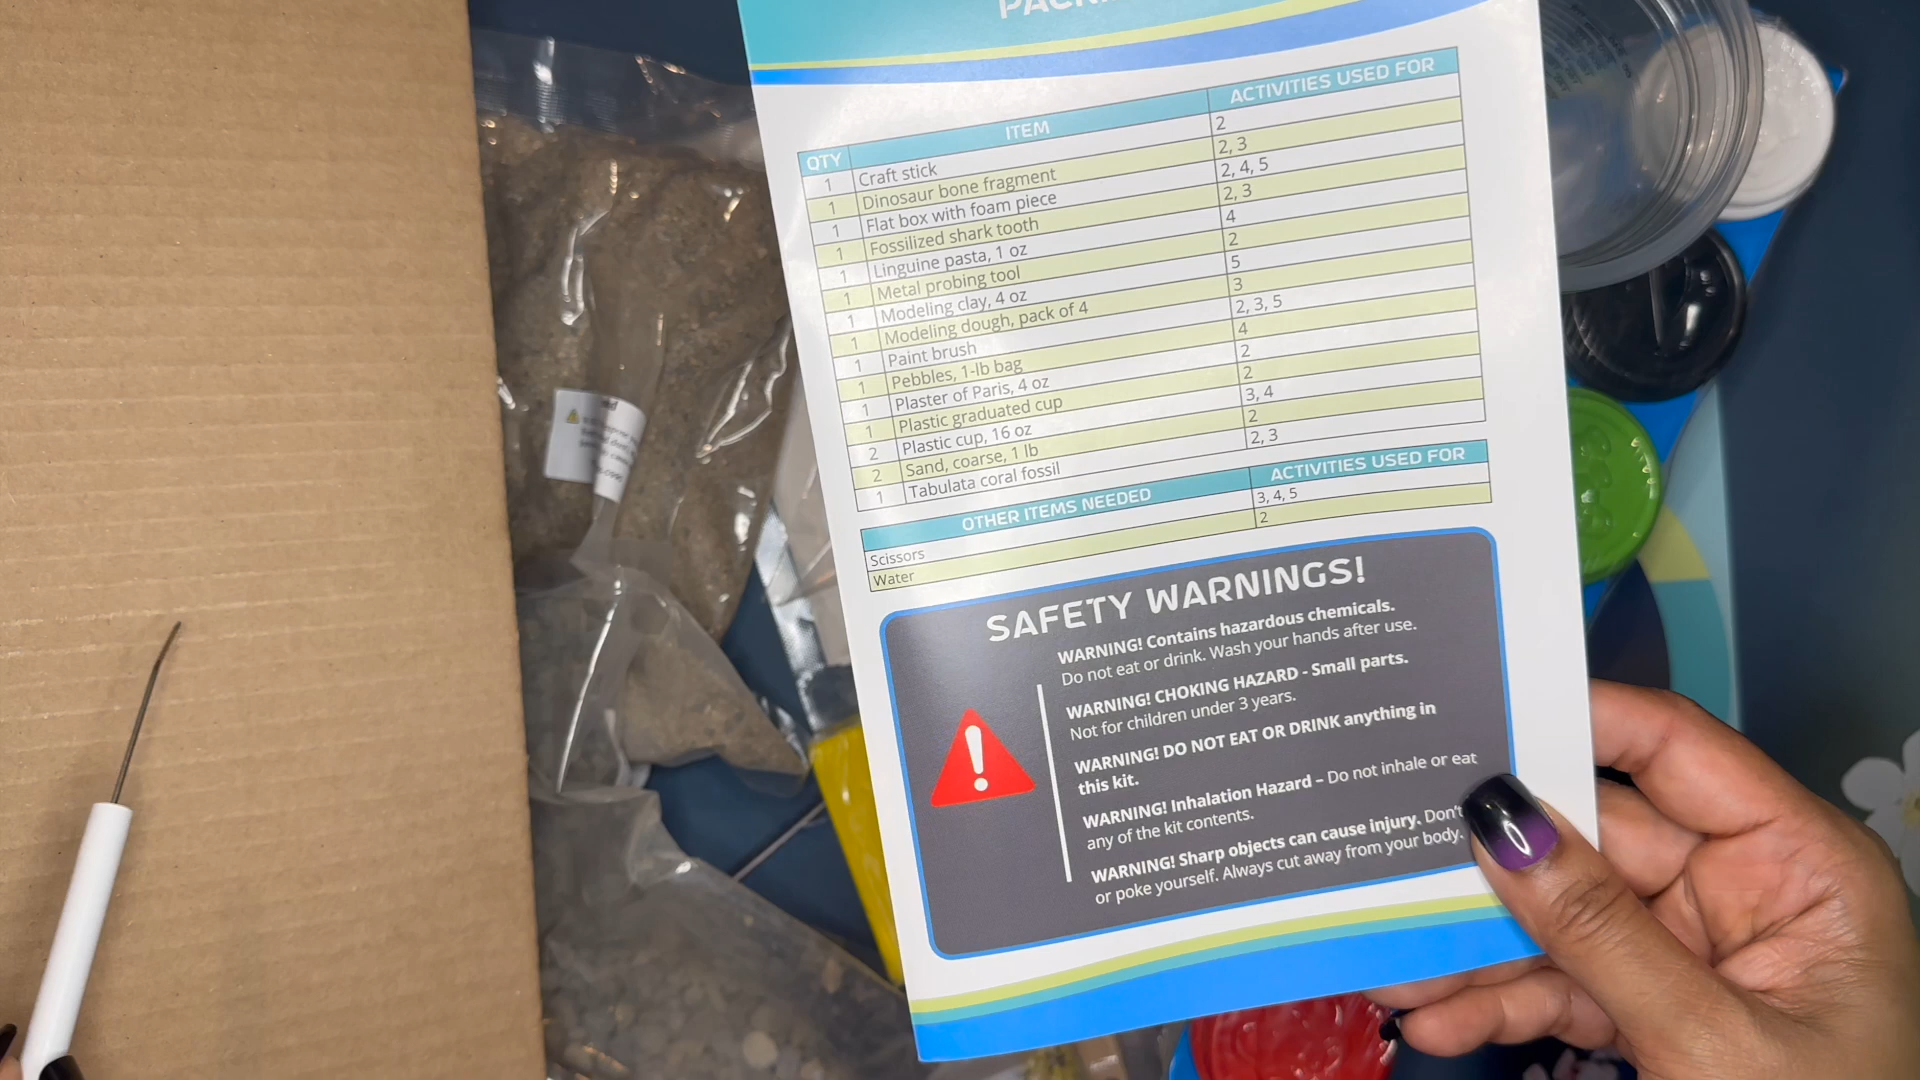 QTY ITEM ACTIVITIES USED FOR
1 Craft stick 2
1 Dinosaur bone fragment 2, 3
1 Flat box with foam piece 2, 4, 5
1 Fossilized shark tooth 2, 3
1 Linguine pasta, 1 oz 4
1 Metal probing tool 2
1 Modeling clay, 4 oz 5
1 Modeling dough, pack of 4 3
1 Paint brush 2, 3, 5
1 Pebbles, 1-lb bag 4
1 Plaster of Paris, 4 oz 2
1 Plastic graduated cup 2
2 Plastic cup, 16 oz 3, 4
2 Sand, coarse, 1 lb 2
1 Tabulata coral fossil 2, 3
OTHER ITEMS NEEDED ACTIVITIES USED FOR
Scissors 3, 4, 5
Water 2
SAFETY WARNINGS!
WARNING! Contains hazardous chemicals.
Do not eat or drink. Wash your hands after use.
WARNING! CHOKING HAZARD - Small parts.
Not for children under 3 years.
WARNING! DO NOT EAT OR DRINK anything in
this kit.
WARNING! Inhalation Hazard – Do not inhale or eat
any of the kit contents.
WARNING! Sharp objects can cause injury. Don't
or poke yourself. Always cut away from your body.